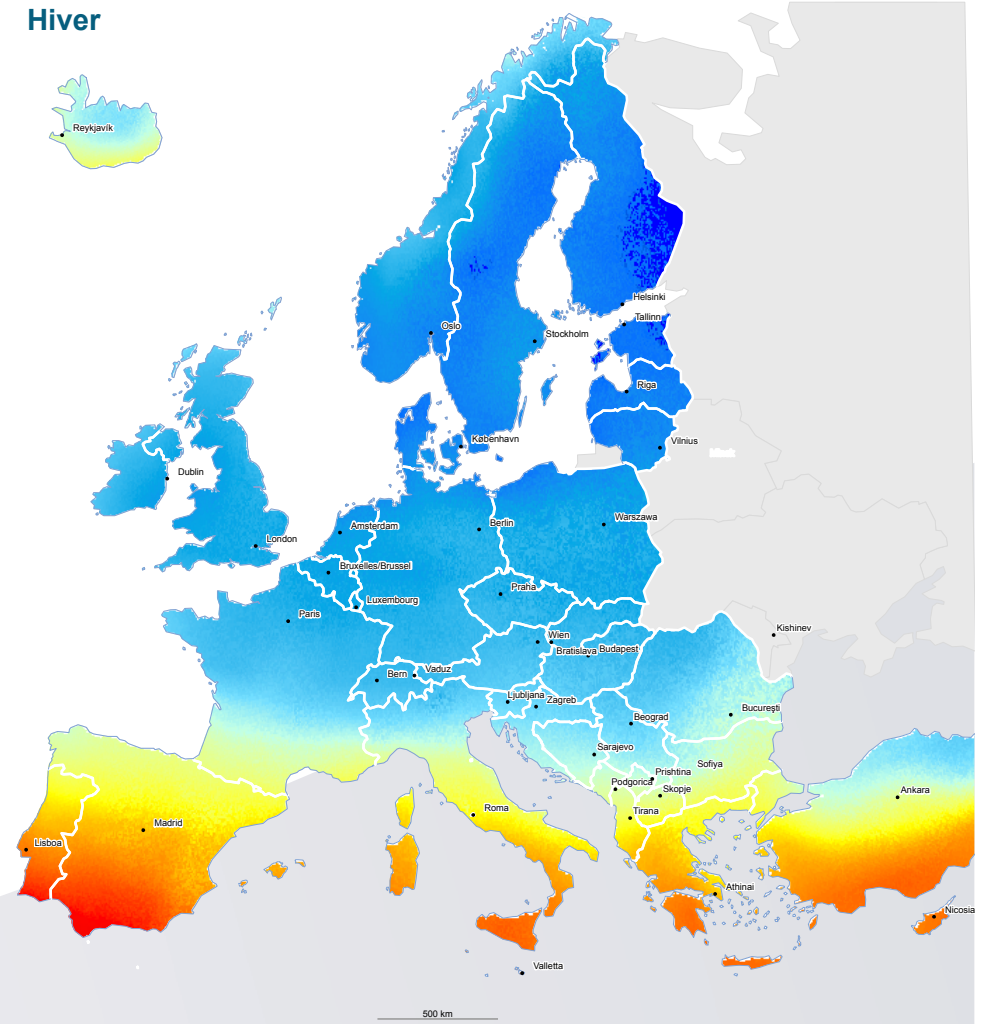 Hiver
Reykjavík
Helsinki
Tallinn
Oslo
Stockholm
Riga
København
Vilnius
Dublin
Warszawa
Berlin
Amsterdam
London
Bruxelles/Brussel
Praha
Luxembourg
Paris
Kishinev
Wien
Bratislava
Budapest
Vaduz
Bern
Ljubljana
Zagreb
București
Beograd
Sarajevo
Sofiya
Prishtina
Podgorica
Skopje
Ankara
Roma
Tirana
Madrid
Lisboa
Athinai
Nicosia
Valletta
500 km